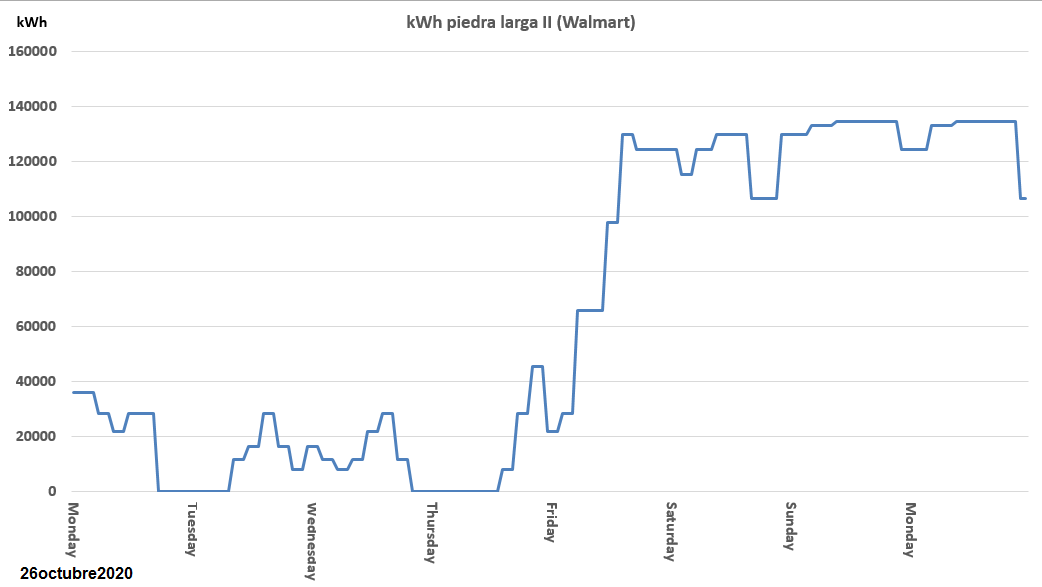 kWh
kWh piedra larga II (Walmart)
160000
140000
120000
100000
80000
60000
40000
20000
0
Monday
Tuesday
Wednesday
Thursday
Friday
Saturday
Sunday
Monday
26octubre2020